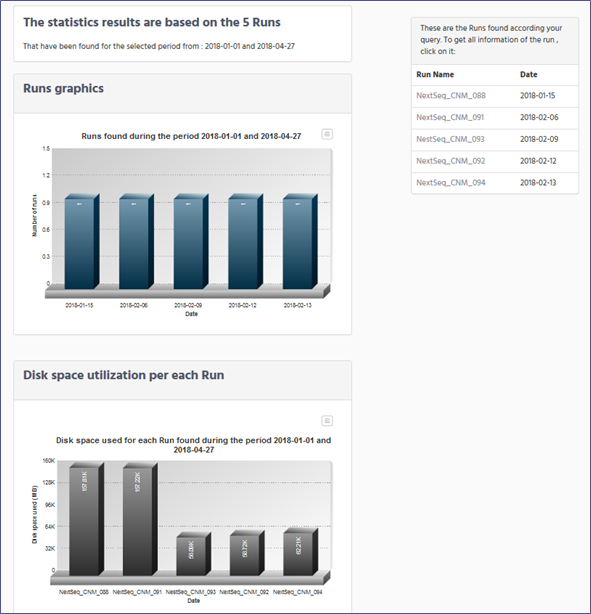 The statistics results are based on the 5 Runs
That have been found for the selected period from : 2018-01-01 and 2018-04-27
Runs graphics
Runs found during the period 2018-01-01 and 2018-04-27
Number of runs
1.5
1.2
0.9
0.6
0.3
0
1 1 1 1 1
2018-01-15 2018-02-06 2018-02-09 2018-02-12 2018-02-13
Date
Disk space utilization per each Run
Disk space used for each Run found during the period 2018-01-01 and
2018-04-27
Disk space used (MB)
160K
128K
96K
64K
32K
0
157.22K 58.72K 62.21K
NextSeq_CNM_088 NextSeq_CNM_091 NestSeq_CNM_093 NextSeq_CNM_092 NextSeq_CNM_094
Date
These are the Runs found according your
query. To get all information of the run ,
click on it:
Run Name Date
NextSeq_CNM_088 2018-01-15
NextSeq_CNM_091 2018-02-06
NestSeq_CNM_093 2018-02-09
NextSeq_CNM_092 2018-02-12
NextSeq_CNM_094 2018-02-13